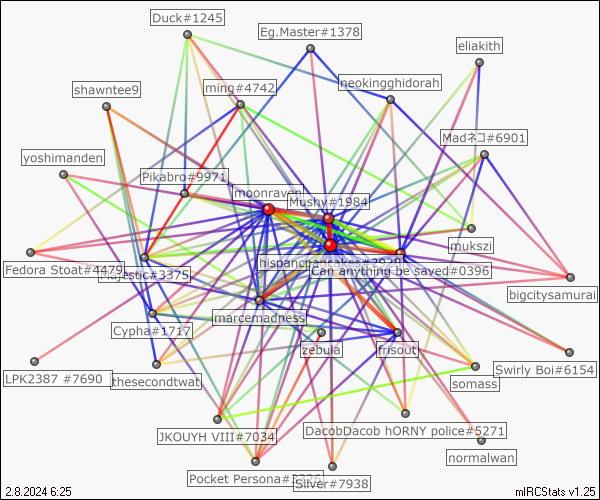 Duck#1245
Eg.Master#1378
eliakith
ming#4742
neokingghidorah
shawntee9
Madネコ#6901
yoshimanden
Pikabro#9971
moonraven
Mushy#1984
mukszi
hispancpancakes#
Can anything be saved#0396
Fedora Stoat#4479
Majestic#3375
bigcitysamurai
marcemadness
Cypha#1717
zebula
frisout
Swirly Boi#6154
LPK2387 #7690
thesecondtwat
somass
JKOUYH VIII#7034
DacobDacob hORNY police#5271
normalwan
Pocket Persona#
Silver#7938
2.8.2024 6:25
mIRCStats v1.25